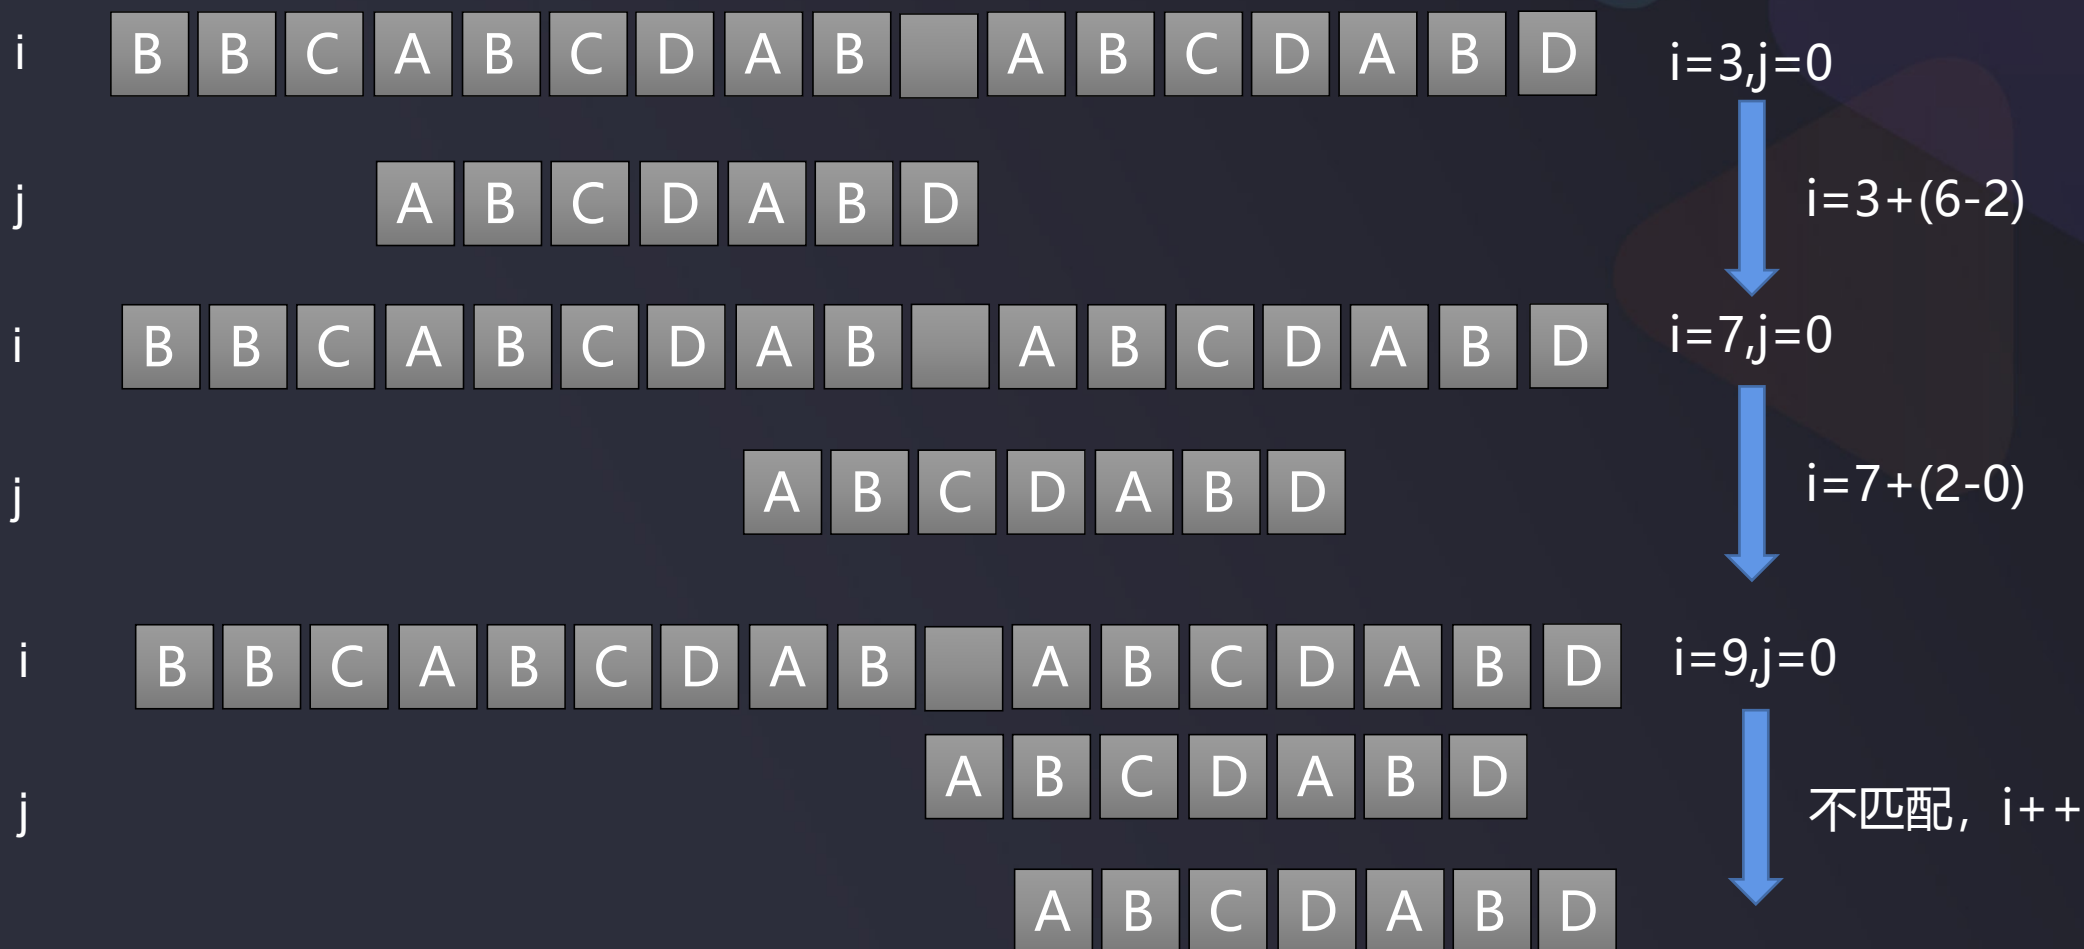 i B B C A B C D A B A B C D A B D i=3,j=0
j A B C D A B D i=3+(6-2)
i B B C A B C D A B A B C D A B D i=7,j=0
j A B C D A B D i=7+(2-0)
i B B C A B C D A B A B C D A B D i=9,j=0
A B C D A B D
j 不匹配，i++
A B C D A B D